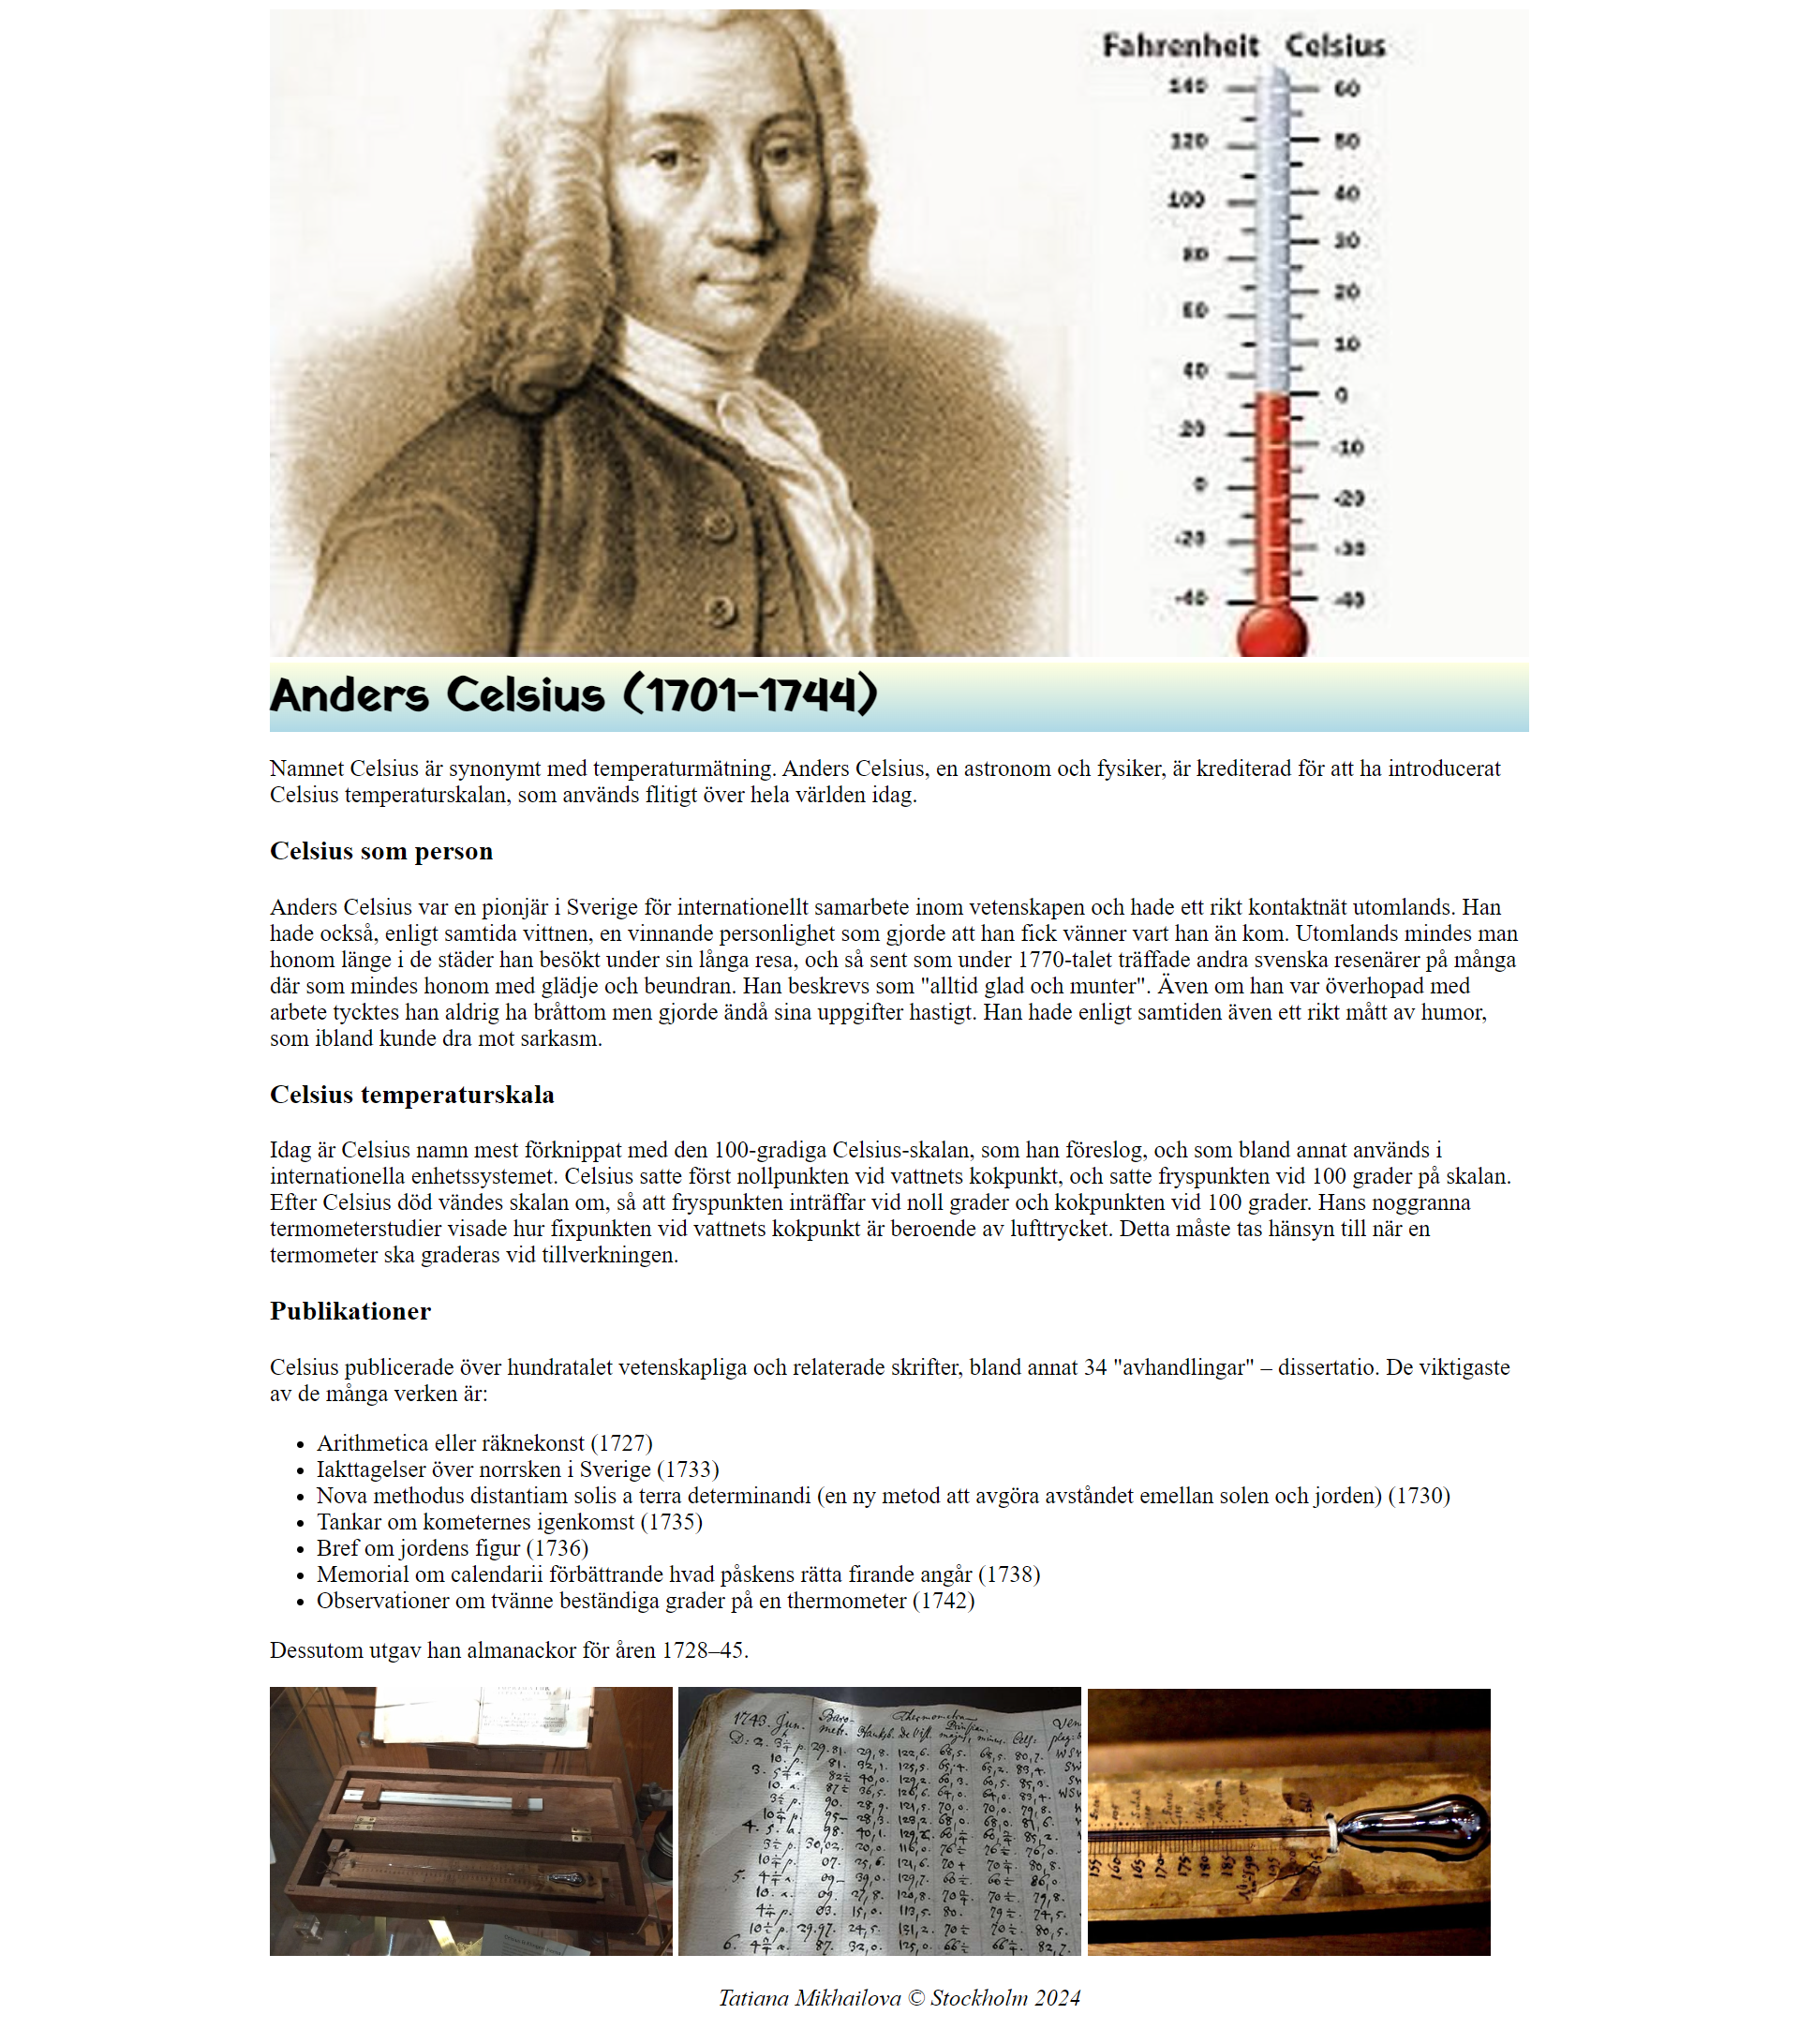 Fahrenheit Celsius
140 60
120 50
100 40
80 30
60 20
40 10
0
20 -10
0 -20
-20 -30
-40 -40
Anders Celsius (1701-1744)
Namnet Celsius är synonymt med temperaturmätning. Anders Celsius, en astronom och fysiker, är krediterad för att ha introducerat
Celsius temperaturskalan, som används flitigt över hela världen idag.
Celsius som person
Anders Celsius var en pionjär i Sverige för internationellt samarbete inom vetenskapen och hade ett rikt kontaktnät utomlands. Han
hade också, enligt samtida vittnen, en vinnande personlighet som gjorde att han fick vänner vart han än kom. Utomlands mindes man
honom länge i de städer han besökt under sin långa resa, och så sent som under 1770-talet träffade andra svenska resenärer på många
där som mindes honom med glädje och beundran. Han beskrevs som "alltid glad och munter". Även om han var överhopad med
arbete tycktes han aldrig ha bråttom men gjorde ändå sina uppgifter hastigt. Han hade enligt samtiden även ett rikt mått av humor,
som ibland kunde dra mot sarkasm.
Celsius temperaturskala
Idag är Celsius namn mest förknippat med den 100-gradiga Celsius-skalan, som han föreslog, och som bland annat används i
internationella enhetssystemet. Celsius satte först nollpunkten vid vattnets kokpunkt, och satte fryspunkten vid 100 grader på skalan.
Efter Celsius död vändes skalan om, så att fryspunkten inträffar vid noll grader och kokpunkten vid 100 grader. Hans noggranna
termometerstudier visade hur fixpunkten vid vattnets kokpunkt är beroende av lufttrycket. Detta måste tas hänsyn till när en
termometer ska graderas vid tillverkningen.
Publikationer
Celsius publicerade över hundratalet vetenskapliga och relaterade skrifter, bland annat 34 "avhandlingar" – dissertatio. De viktigaste
av de många verken är:
• Arithmetica eller räknekonst (1727)
• Iakttagelser över norrsken i Sverige (1733)
• Nova methodus distantiam solis a terra determinandi (en ny metod att avgöra avståndet emellan solen och jorden) (1730)
• Tankar om kometernes igenkomst (1735)
• Bref om jordens figur (1736)
• Memorial om calendarii förbättrande hvad påskens rätta firande angår (1738)
• Observationer om tvänne beständiga grader på en thermometer (1742)
Dessutom utgav han almanackor för åren 1728–45.
1743. Jun. Baro- Thermometra
metr.
155 160 165 170 175 180 185
Tatiana Mikhailova © Stockholm 2024